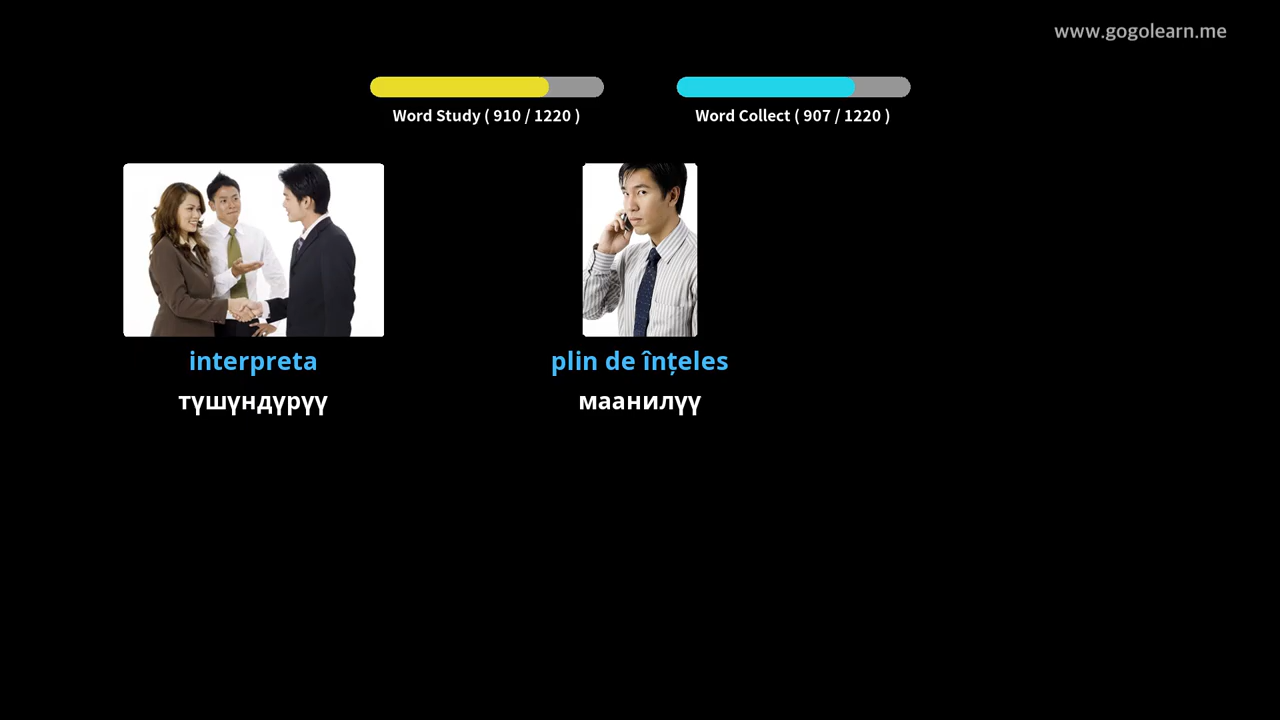 www.gogolearn.me
Word Study ( 910 / 1220 )
Word Collect ( 907 / 1220 )
interpreta
түшүндүрүү
plin de înțeles
маанилүү